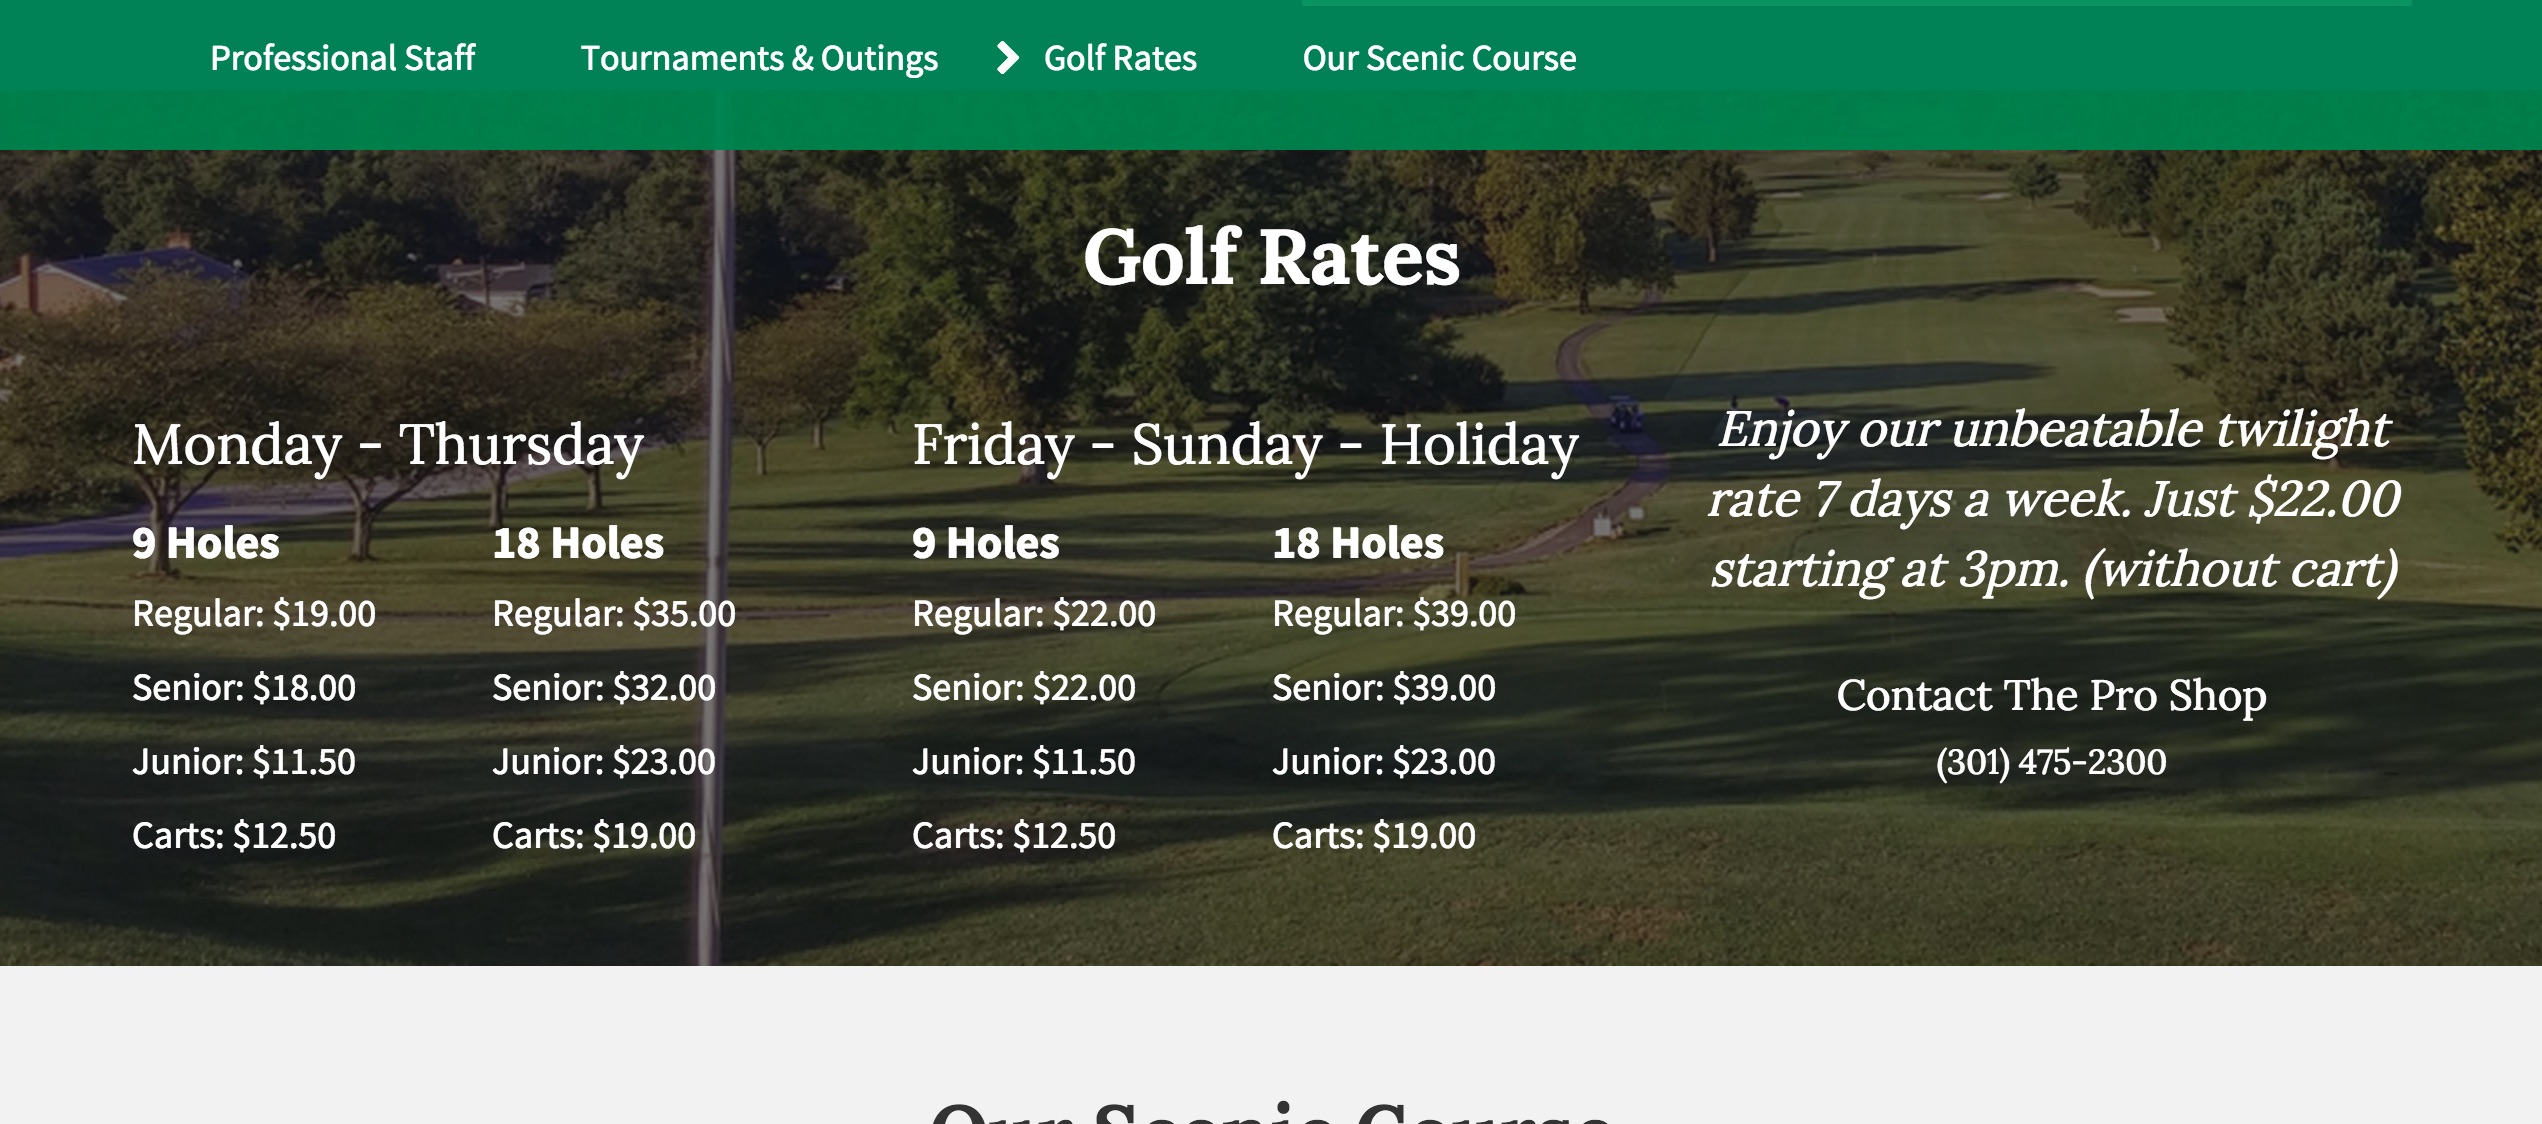 Professional Staff
Tournaments & Outings
Golf Rates
Our Scenic Course
Golf Rates
Monday - Thursday
9 Holes
Regular: $19.00
Senior: $18.00
Junior: $11.50
Carts: $12.50
18 Holes
Regular: $35.00
Senior: $32.00
Junior: $23.00
Carts: $19.00
Friday - Sunday - Holiday
9 Holes
Regular: $22.00
Senior: $22.00
Junior: $11.50
Carts: $12.50
18 Holes
Regular: $39.00
Senior: $39.00
Junior: $23.00
Carts: $19.00
Enjoy our unbeatable twilight
rate 7 days a week. Just $22.00
starting at 3pm. (without cart)
Contact The Pro Shop
(301) 475-2300
Our Scenic Course